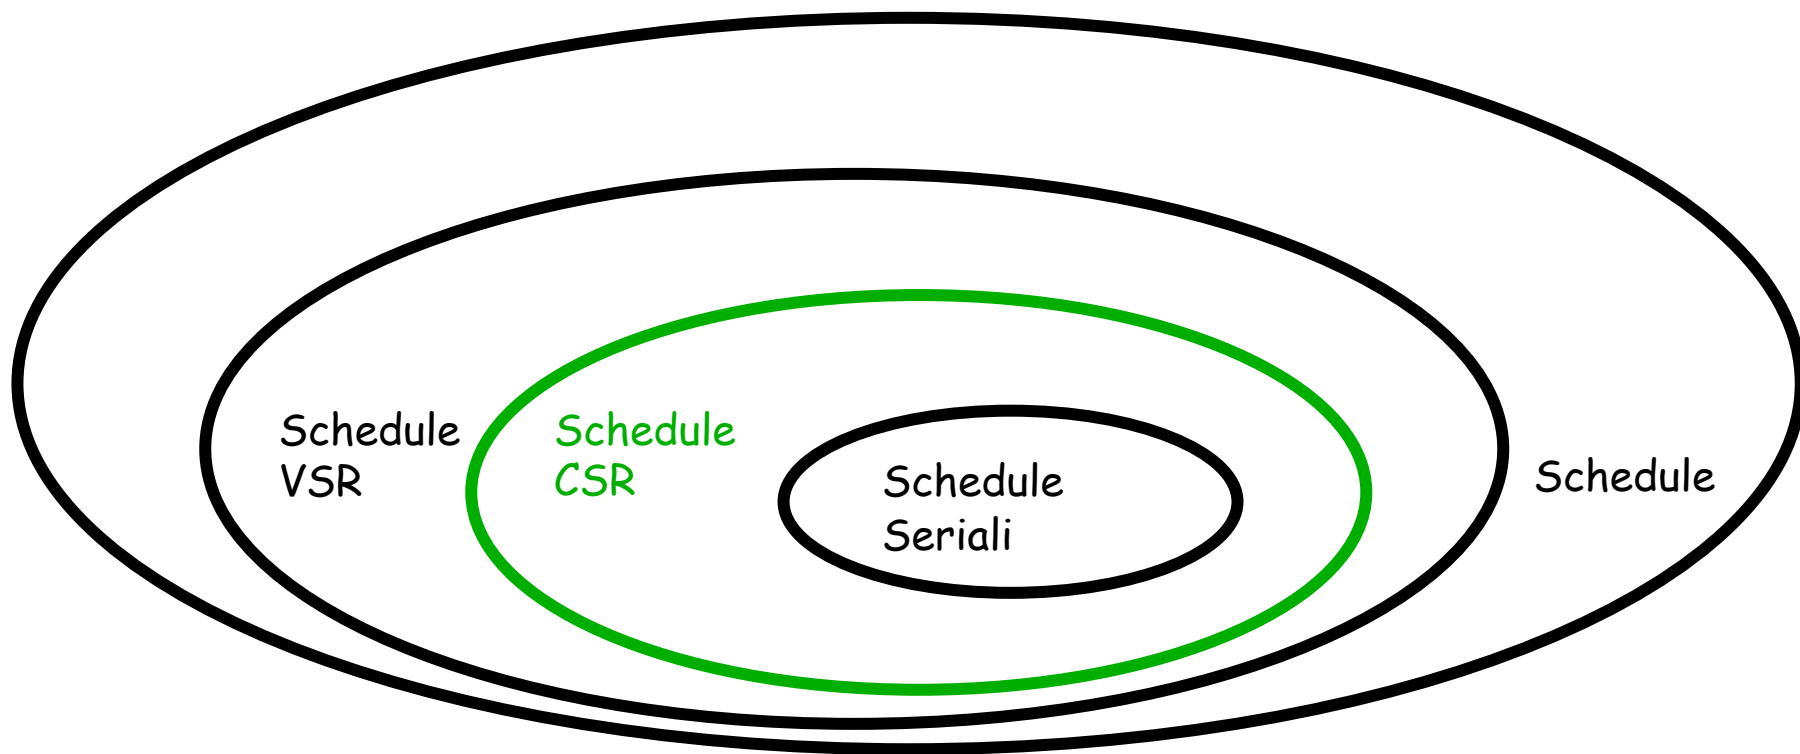 Schedule
VSR
Schedule
CSR
Schedule
Seriali
Schedule